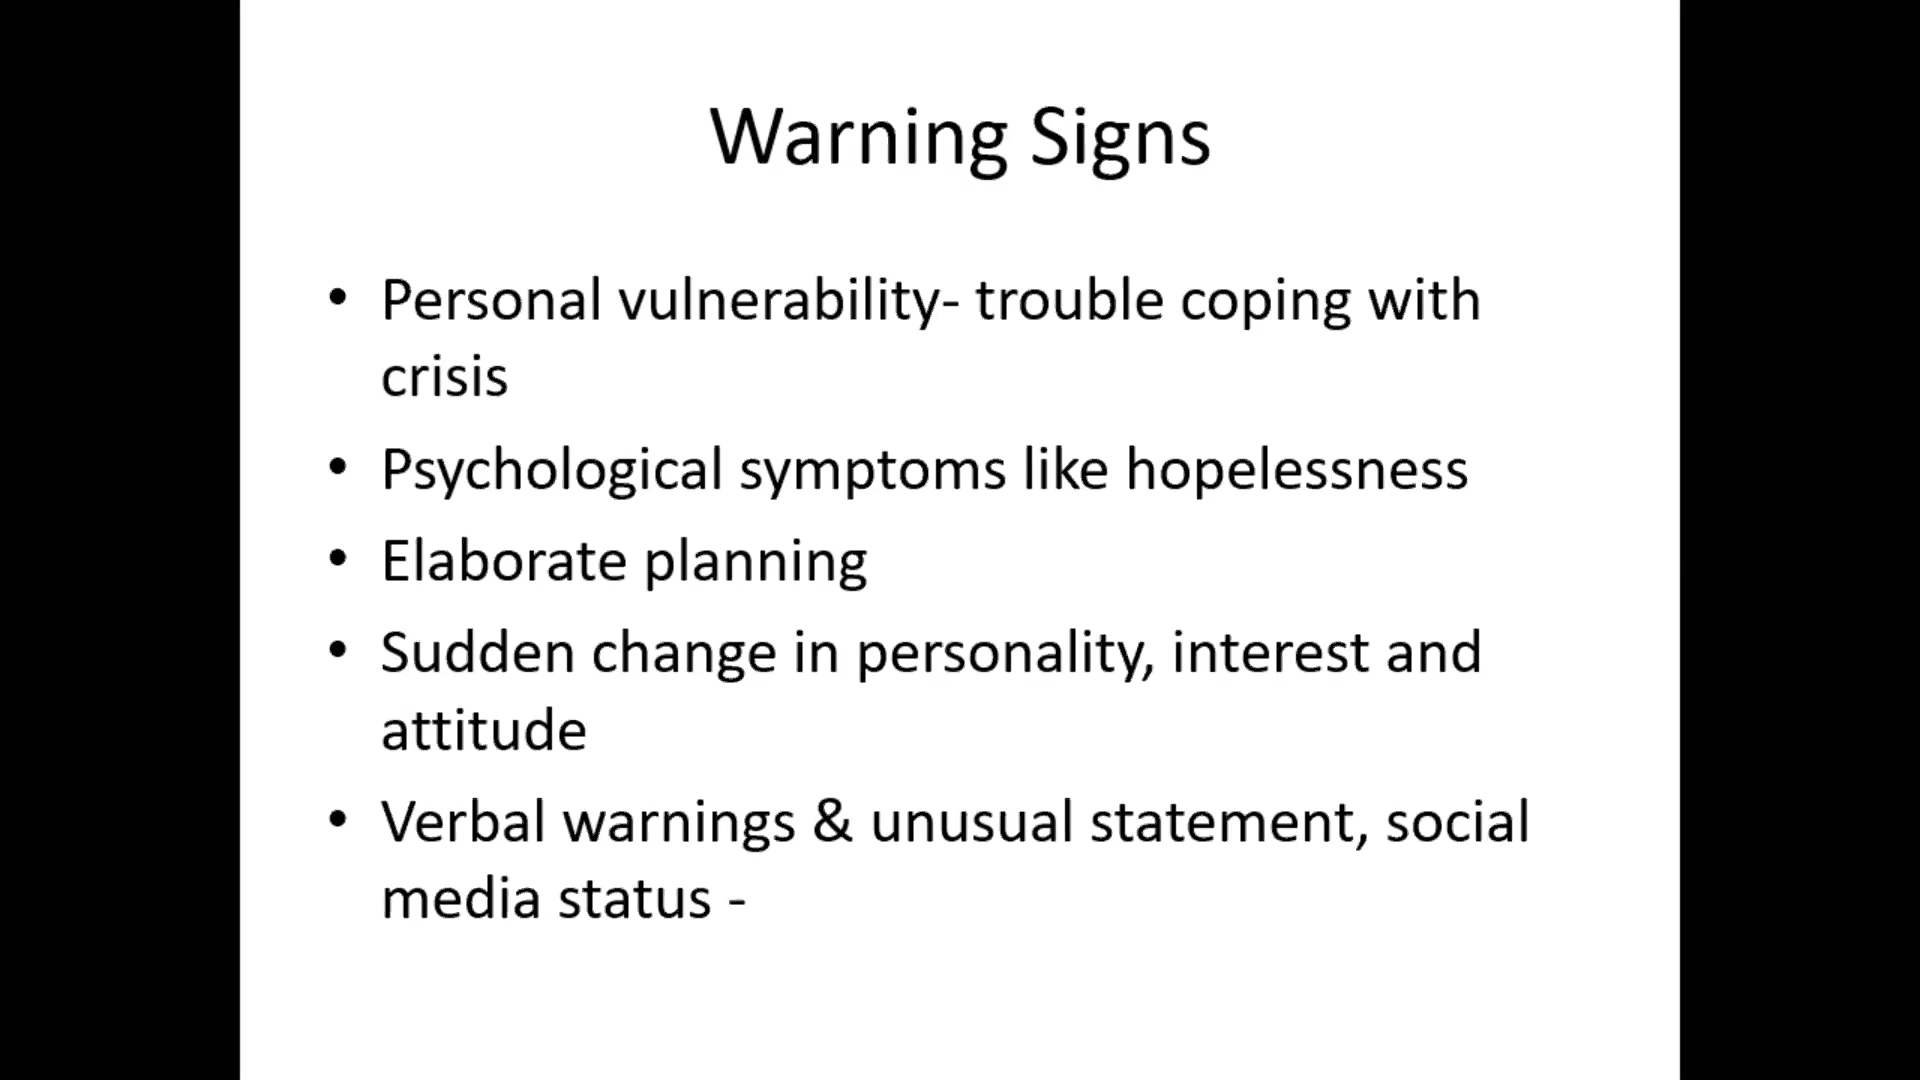 Warning Signs
• Personal vulnerability- trouble coping with
crisis
• Psychological symptoms like hopelessness
• Elaborate planning
• Sudden change in personality, interest and
attitude
• Verbal warnings & unusual statement, social
media status -